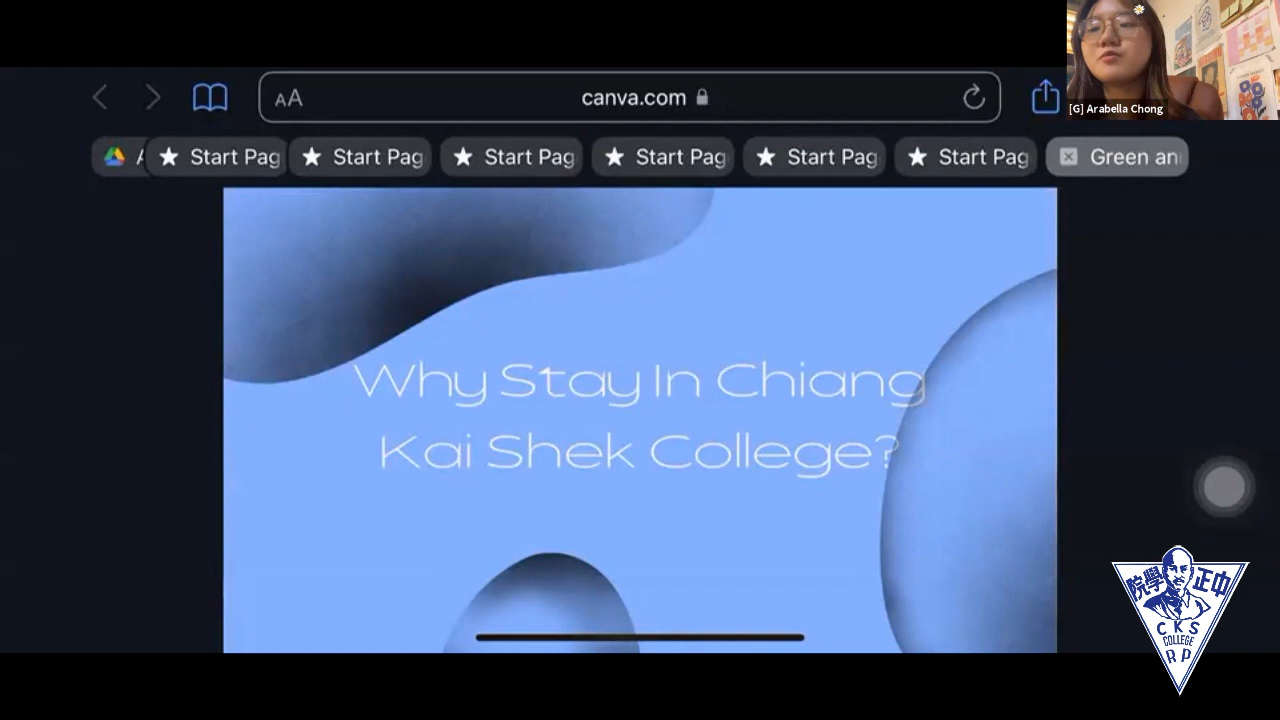 AA
canva.com
[G] Arabella Chong
Start Pag
Start Pag
Start Pag
Start Pag
Start Pag
Start Pag
Green an
Why Stay In Chiang
Kai Shek College?
院學 正中
CKS
COLLEGE
RP